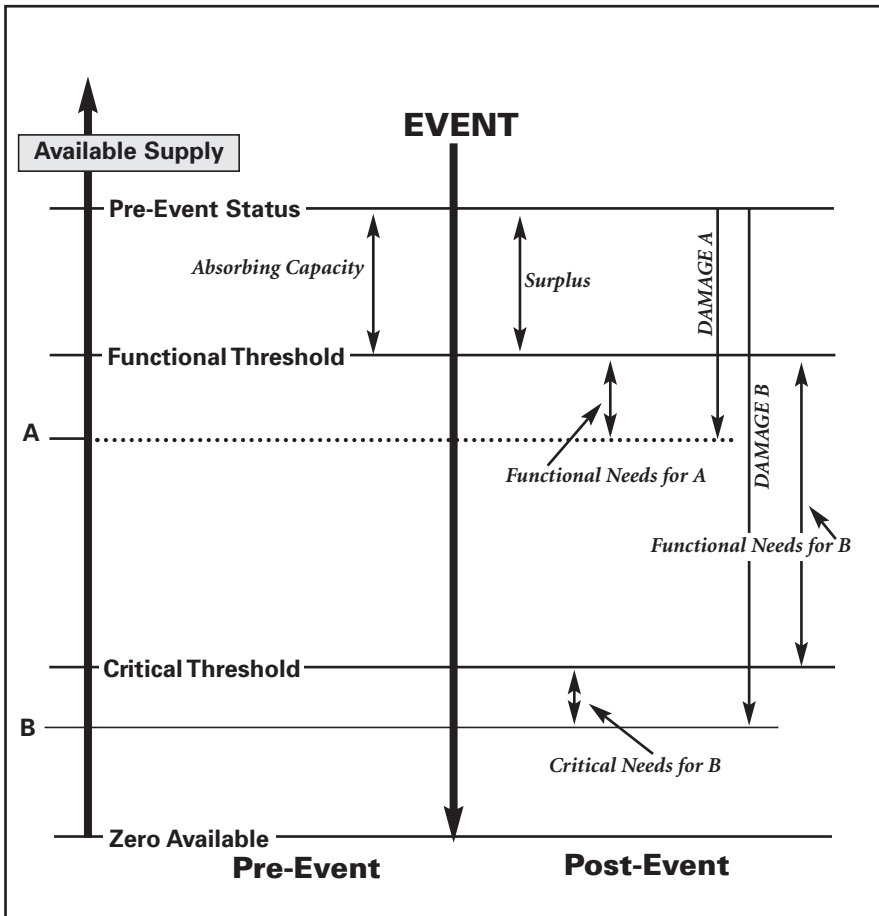 EVENT
Available Supply
Pre-Event Status
Absorbing Capacity
Surplus
DAMAGE A
Functional Threshold
A
Functional Needs for A
DAMAGE B
Functional Needs for B
Critical Threshold
B
Critical Needs for B
Zero Available
Pre-Event
Post-Event